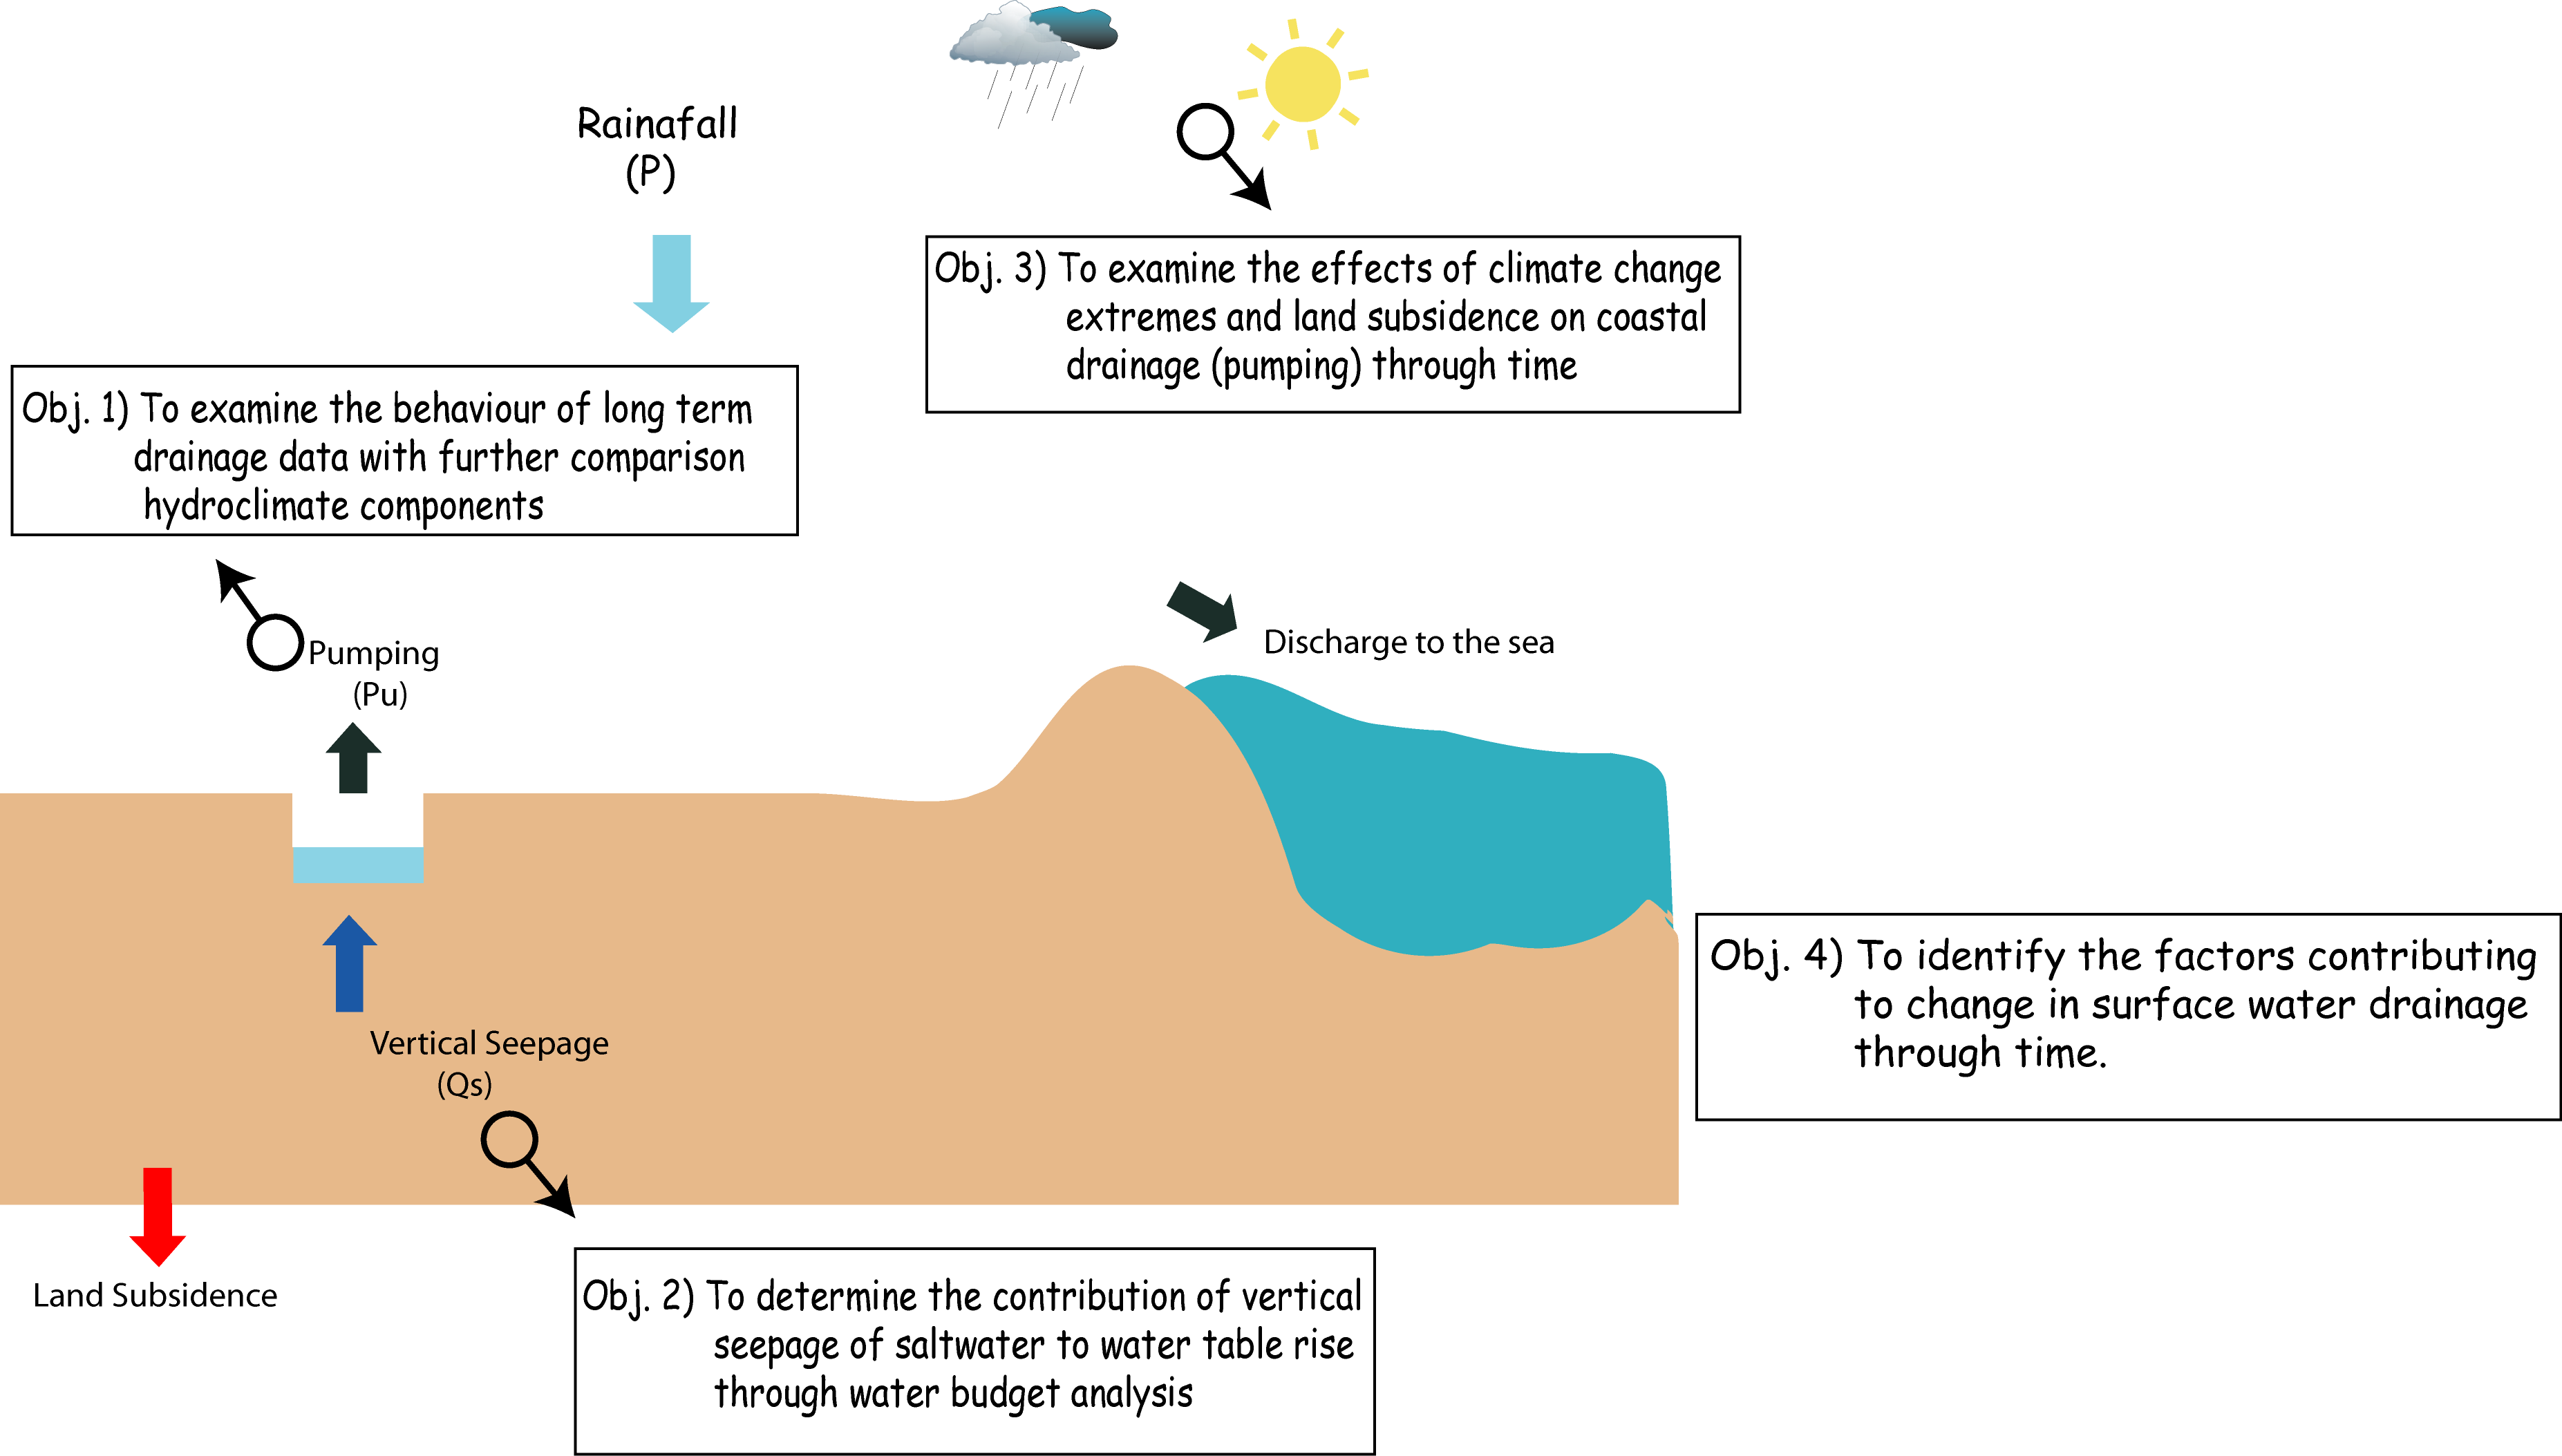 Rainafall
(P)
Obj. 3) To examine the effects of climate change
extremes and land subsidence on coastal
drainage (pumping) through time
Obj. 1) To examine the behaviour of long term
drainage data with further comparison
hydroclimate components
Pumping
(Pu)
Discharge to the sea
Obj. 4) To identify the factors contributing
to change in surface water drainage
through time.
Vertical Seepage
(Qs)
Land Subsidence
Obj. 2) To determine the contribution of vertical
seepage of saltwater to water table rise
through water budget analysis